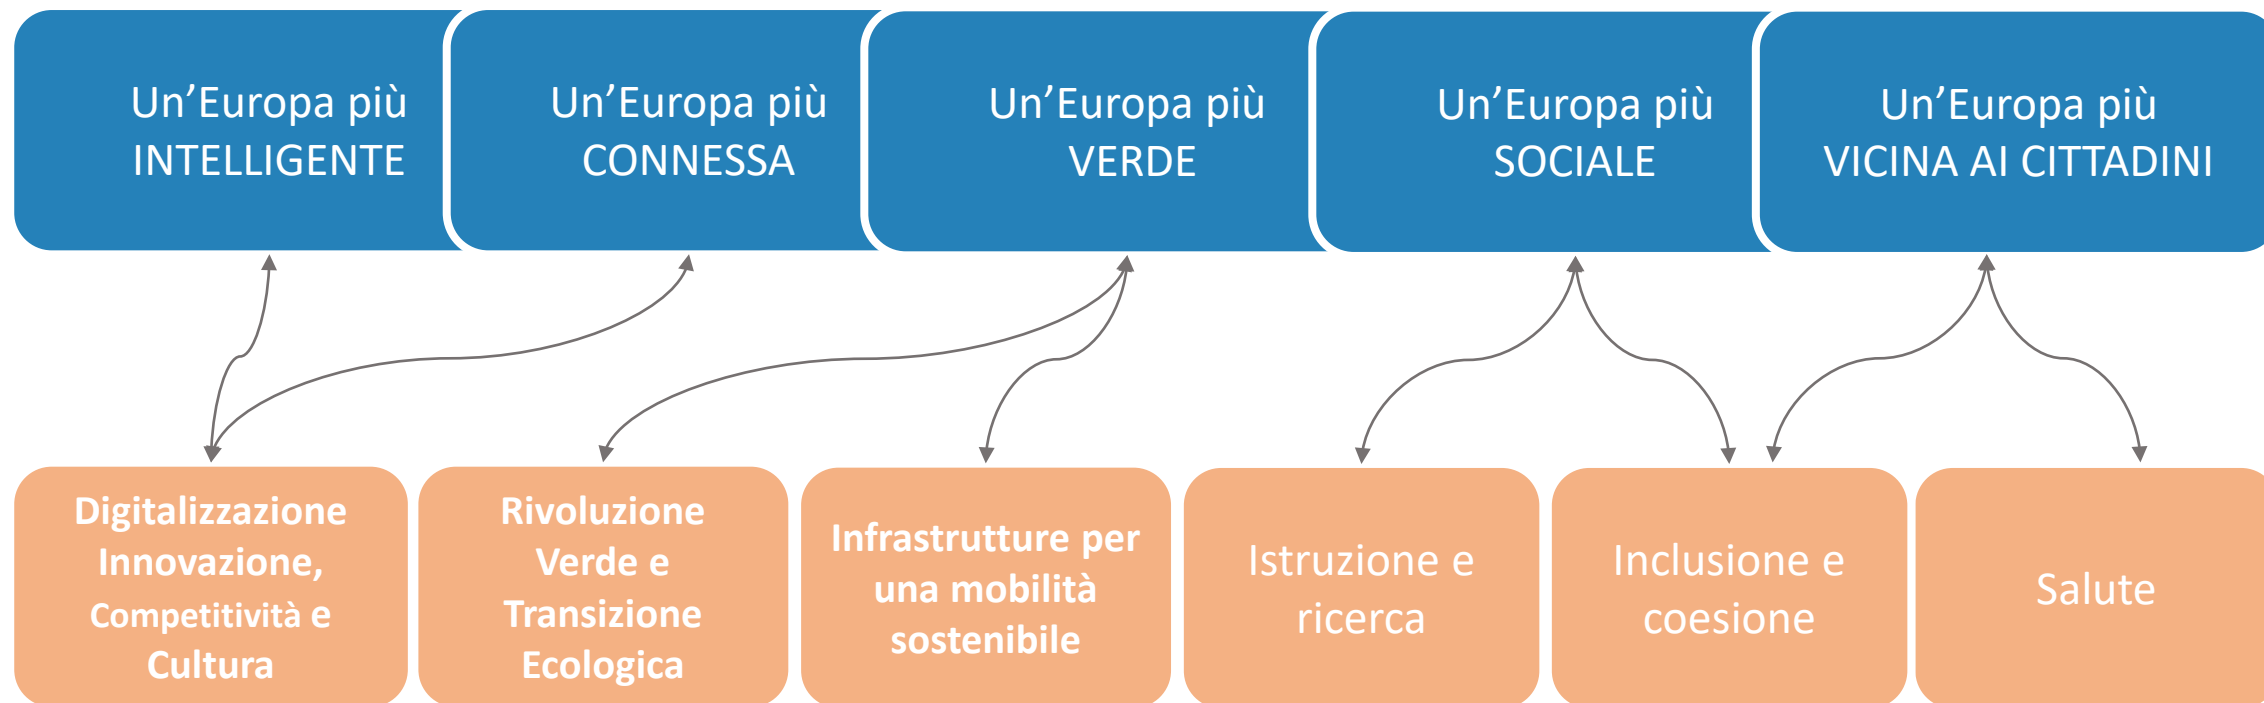 Un’Europa più
INTELLIGENTE
Un’Europa più
CONNESSA
Un’Europa più
VERDE
Un’Europa più
SOCIALE
Un’Europa più
VICINA AI CITTADINI
Digitalizzazione
Innovazione,
Competitività e
Cultura
Rivoluzione
Verde e
Transizione
Ecologica
Infrastrutture per
una mobilità
sostenibile
Istruzione e
ricerca
Inclusione e
coesione
Salute